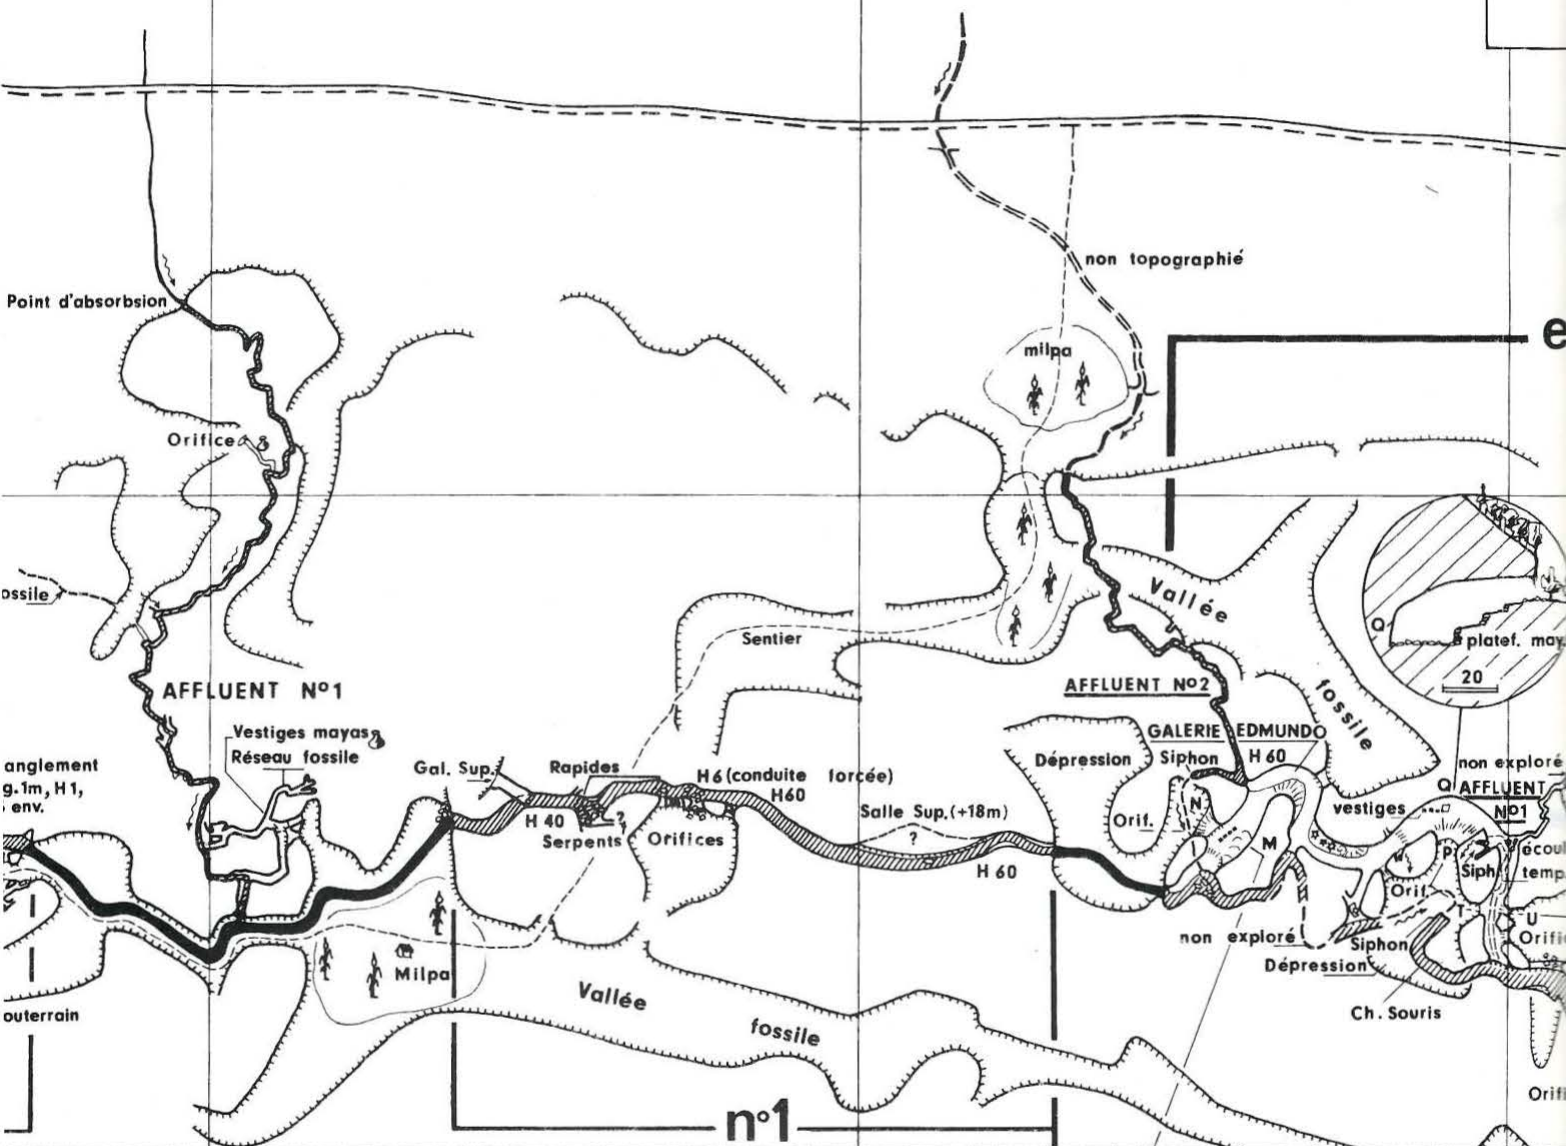 non topographié
Point d'absorbsion
e
milpa
Orifice
ossile
Vallée
Sentier
Q
platef. may.
20
AFFLUENT N°1
AFFLUENT N°2
fossile
Vestiges mayas
Réseau fossile
GALERIE EDMUNDO
Dépression
Siphon
H 60
anglement
g.1m, H1,
env.
Gal. Sup.
Rapides
H6 (conduite forcée)
H60
non exploré
Q
AFFLUENT
N°1
N
vestiges
Orif.
Salle Sup. (+18m)
?
H 40
?
Serpents
Orifices
I
M
W
P
S
Siph
écoul
temp
H 60
Orif.
T
U
Orifi
non exploré
Siphon
Dépression
Milpa
Vallée
fossile
outerrain
Ch. Souris
Orifi
n°1